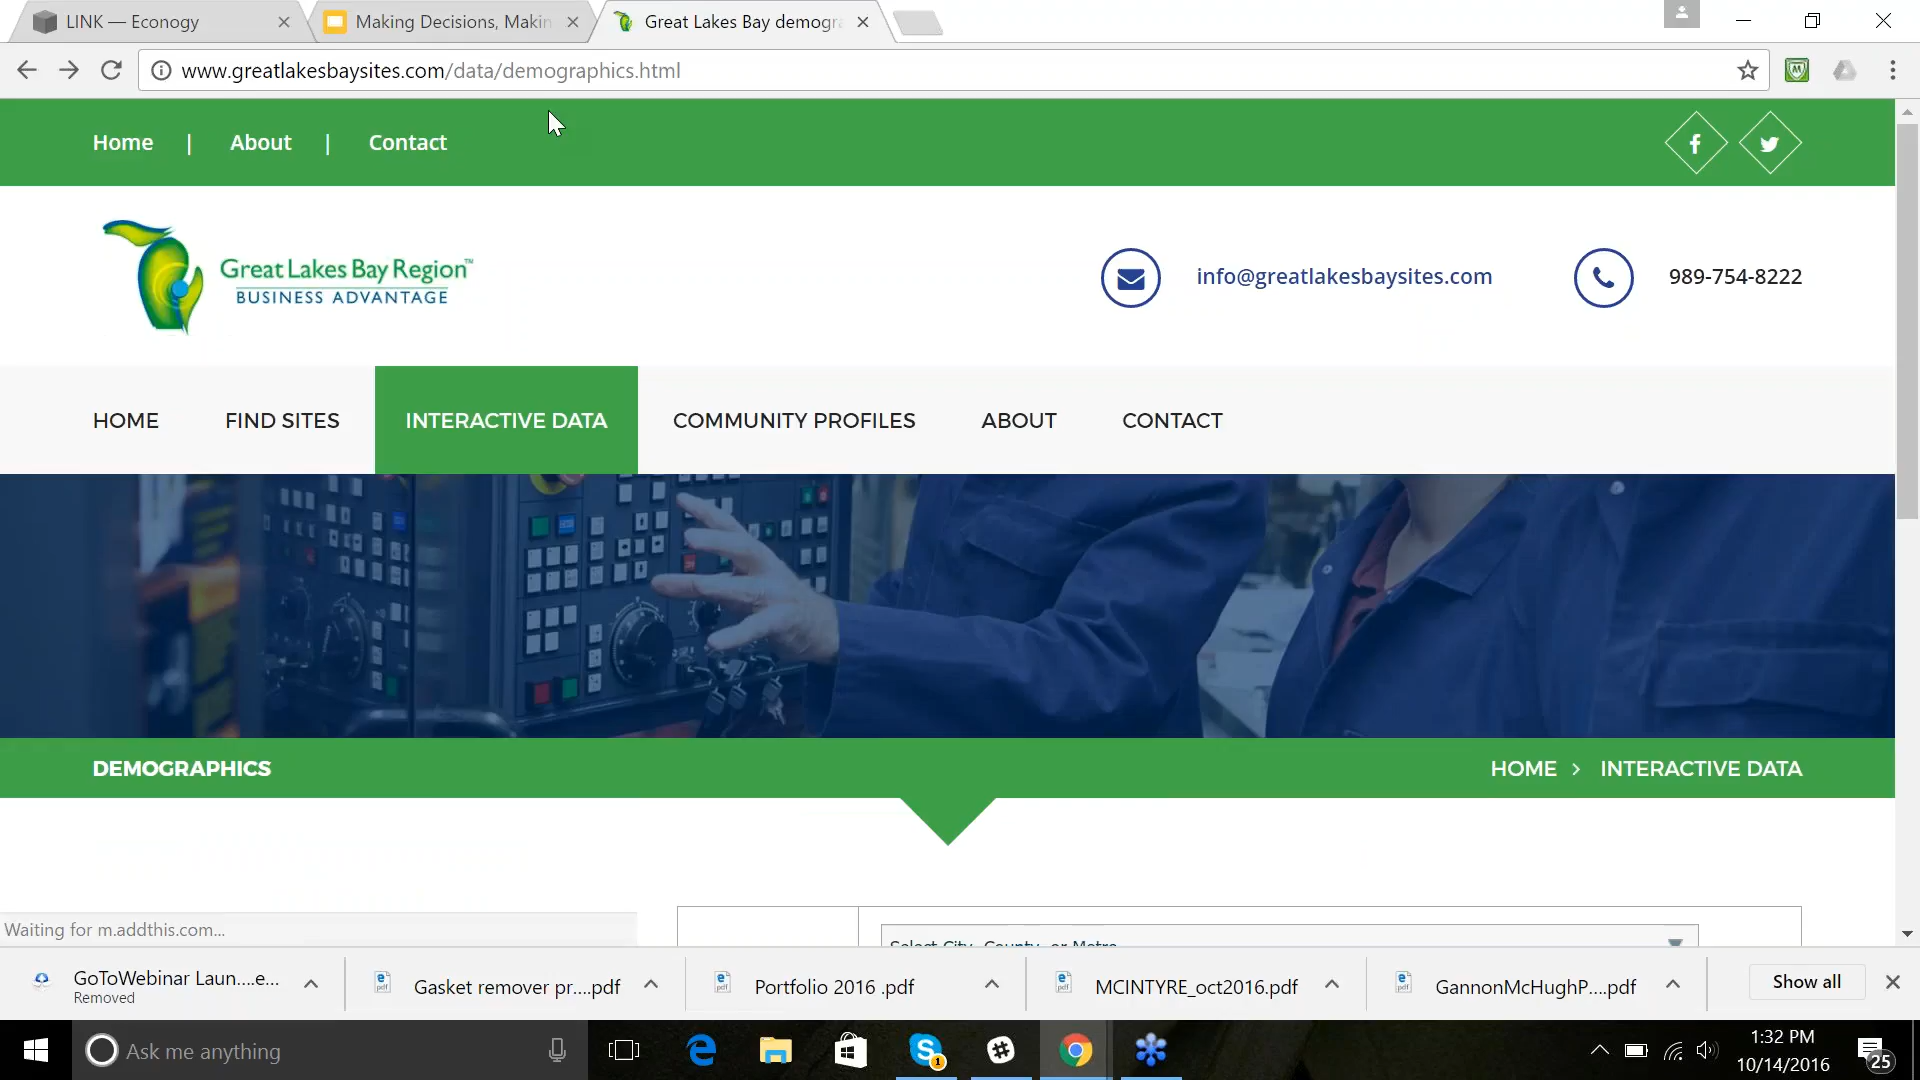 LINK — Econogy
Making Decisions, Makin
Great Lakes Bay demogra
www.greatlakesbaysites.com/data/demographics.html
Home | About | Contact
Great Lakes Bay Region™
BUSINESS ADVANTAGE
info@greatlakesbaysites.com
989-754-8222
HOME FIND SITES INTERACTIVE DATA COMMUNITY PROFILES ABOUT CONTACT
DEMOGRAPHICS
HOME > INTERACTIVE DATA
Select City, County, or Metro
Waiting for m.addthis.com...
GoToWebinar Laun....e...
Removed
Gasket remover pr....pdf
Portfolio 2016 .pdf
MCINTYRE_oct2016.pdf
GannonMcHughP....pdf
Show all
Ask me anything
1:32 PM
10/14/2016
25